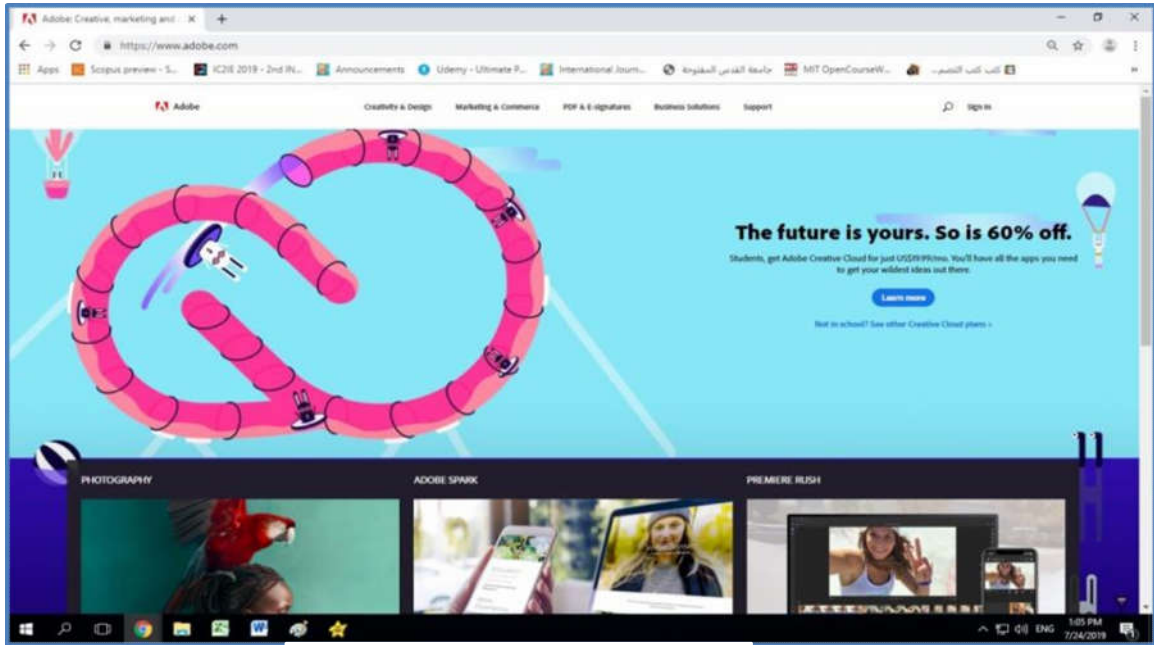 Adobe: Creative, marketing and
https://www.adobe.com
Apps
Scopus preview - S...
IC2IE 2019 - 2nd IN...
Announcements
Udemy - Ultimate P...
International Journ...
جامعة القدس المفتوحة
MIT OpenCourseW...
كتب كتب
Adobe
Creativity & Design
Marketing & Commerce
PDF & E-signatures
Business Solutions
Support
Sign In
The future is yours. So is 60% off.
Students, get Adobe Creative Cloud for just US$19.99/mo. You'll have all the apps you need
to get your wildest ideas out there.
Learn more
Not in school? See other Creative Cloud plans ›
PHOTOGRAPHY
ADOBE SPARK
PREMIERE RUSH
ENG
1:05 PM
7/24/2019